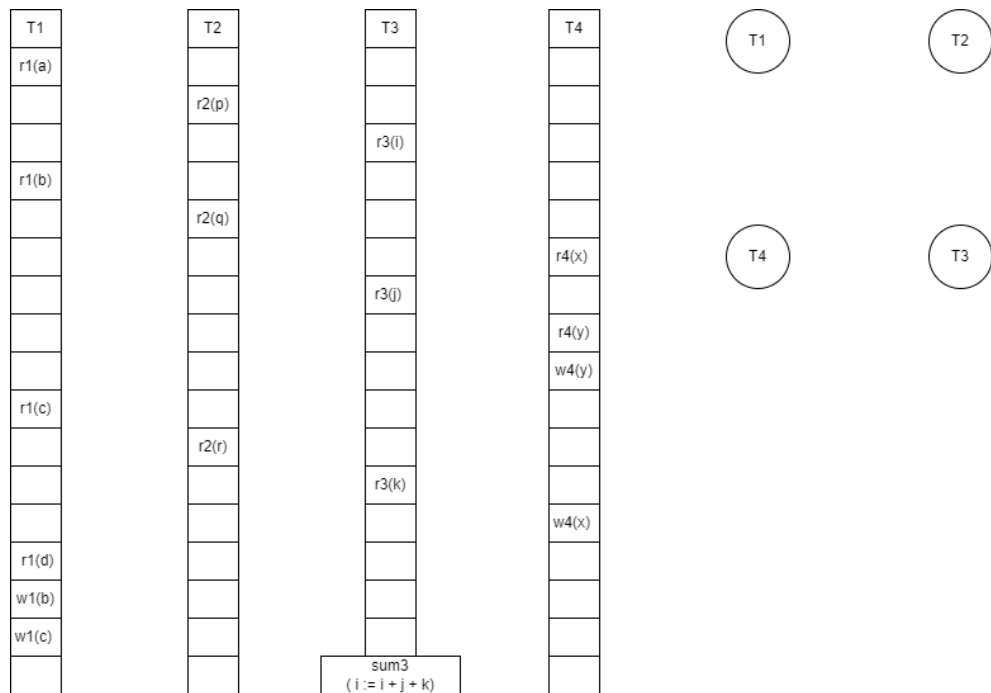 T1 T2 T3 T4 T1 T2
r1(a)
r2(p)
r3(i)
r1(b)
r2(q)
r4(x) T4 T3
r3(j)
r4(y)
w4(y)
r1(c)
r2(r)
r3(k)
w4(x)
r1(d)
w1(b)
w1(c)
sum3
( i := i + j + k)